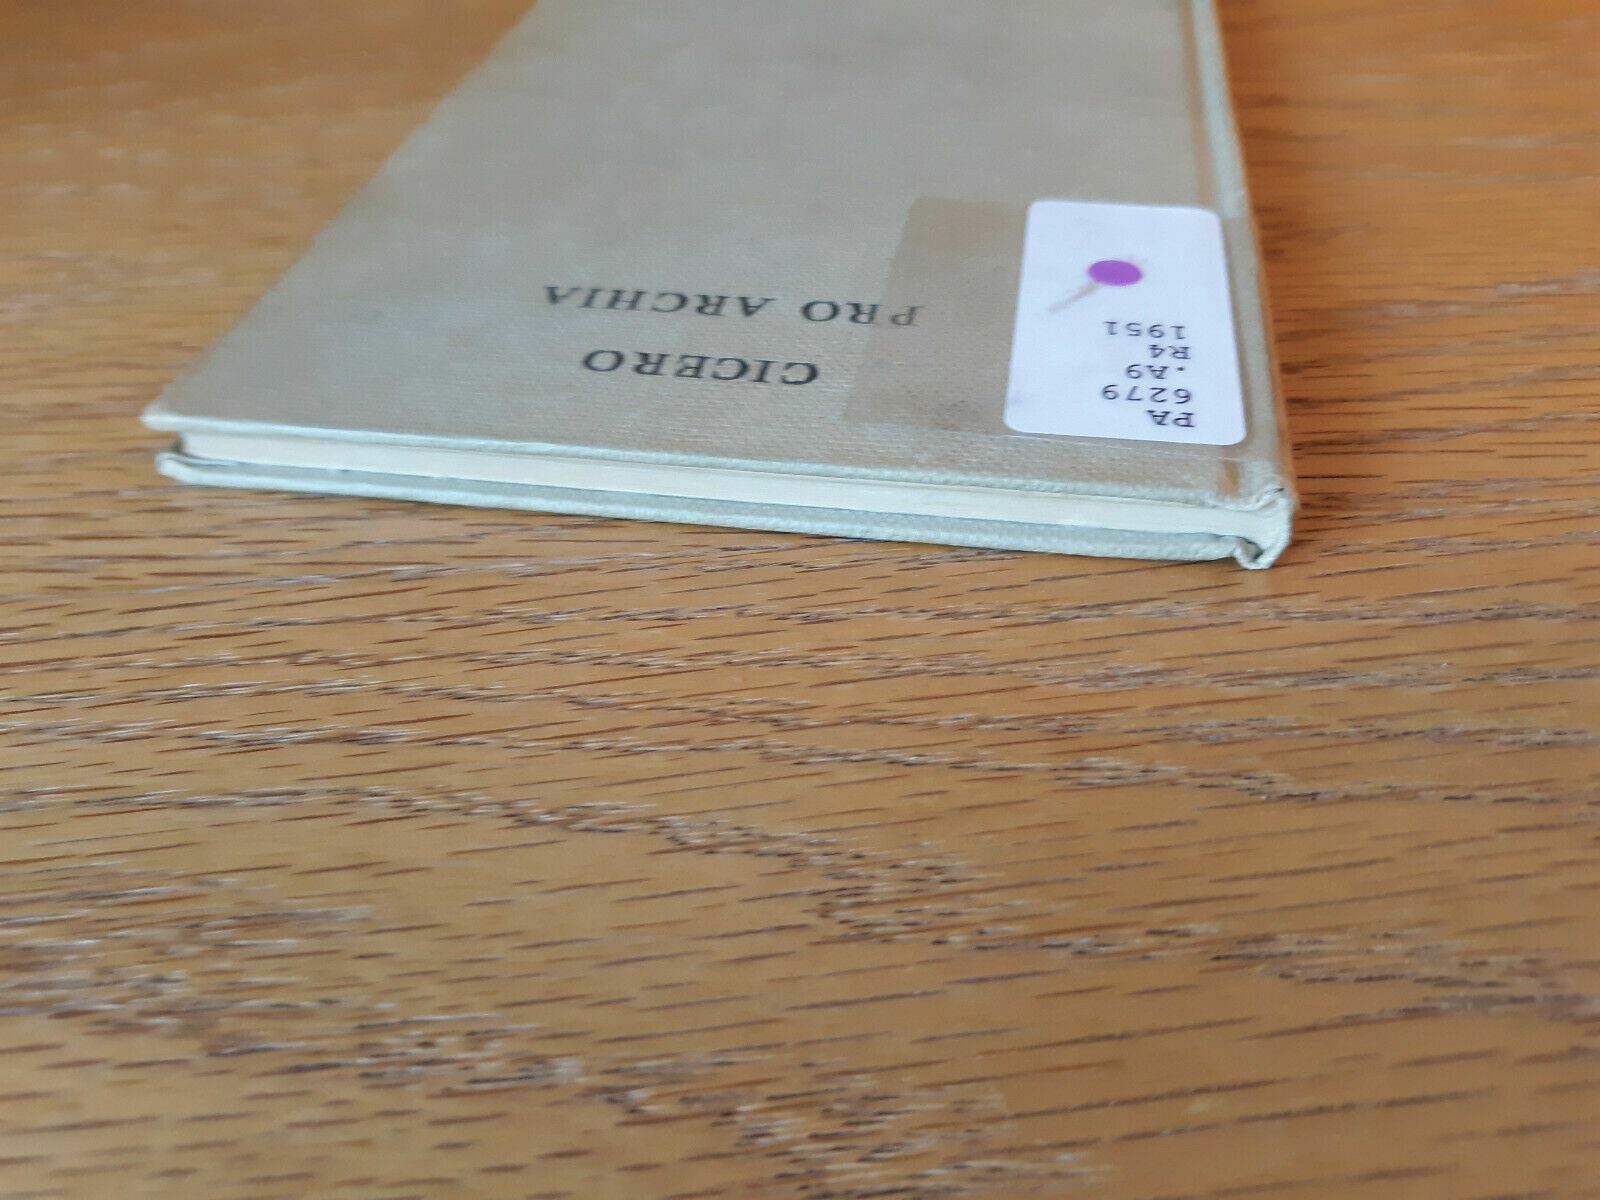 CICERO
PRO ARCHIA
PA
6279
.A9
R4
1951